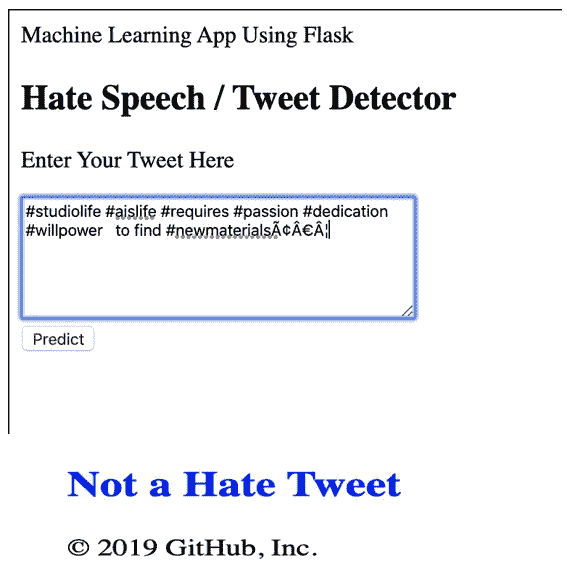 Machine Learning App Using Flask
Hate Speech / Tweet Detector
Enter Your Tweet Here
#studiolife #aislife #requires #passion #dedication
#willpower   to find #newmaterialsÃ¢Â€Â¦
Predict
Not a Hate Tweet
© 2019 GitHub, Inc.